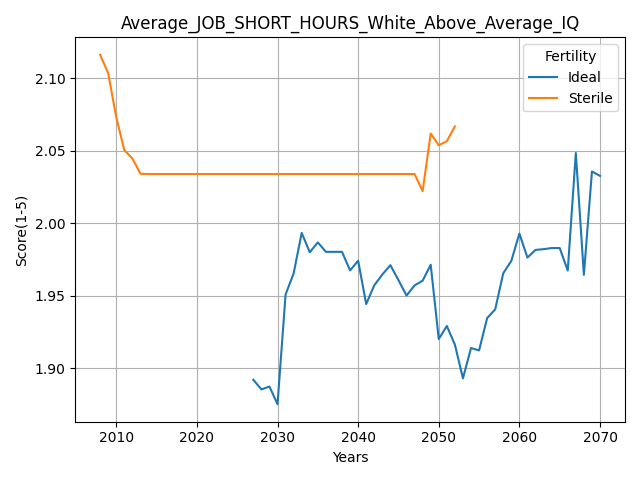 Average_JOB_SHORT_HOURS_White_Above_Average_IQ
Fertility
Ideal
Sterile
2.10
2.05
2.00
1.95
1.90
Score(1-5)
2010 2020 2030 2040 2050 2060 2070
Years